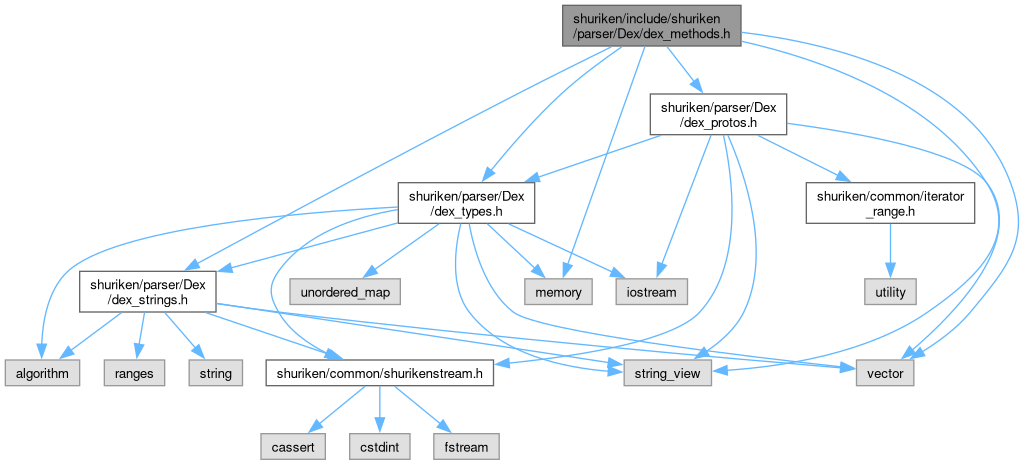 shuriken/include/shuriken
/parser/Dex/dex_methods.h
shuriken/parser/Dex
/dex_protos.h
shuriken/parser/Dex
/dex_types.h
shuriken/common/iterator
_range.h
shuriken/parser/Dex
/dex_strings.h
unordered_map
memory
iostream
utility
algorithm
ranges
string
shuriken/common/shurikenstream.h
string_view
vector
cassert
cstdint
fstream